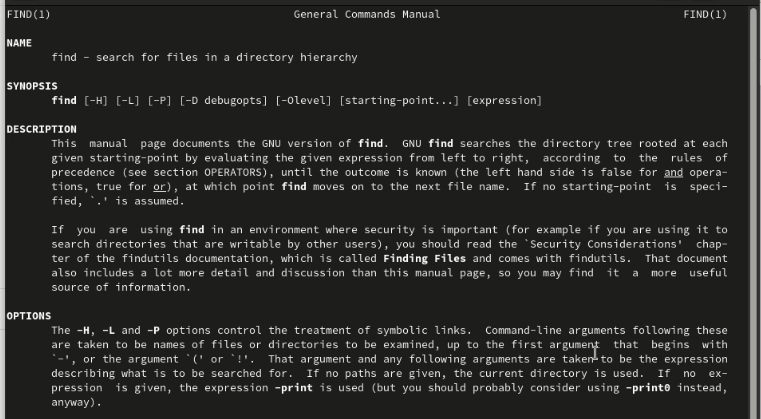 FIND(1) General Commands Manual FIND(1)
NAME
find - search for files in a directory hierarchy
SYNOPSIS
find [-H] [-L] [-P] [-D debugopts] [-Olevel] [starting-point...] [expression]
DESCRIPTION
This manual page documents the GNU version of find. GNU find searches the directory tree rooted at each
given starting-point by evaluating the given expression from left to right, according to the rules of
precedence (see section OPERATORS), until the outcome is known (the left hand side is false for and opera-
tions, true for or), at which point find moves on to the next file name. If no starting-point is speci-
fied, `.' is assumed.
If you are using find in an environment where security is important (for example if you are using it to
search directories that are writable by other users), you should read the `Security Considerations' chap-
ter of the findutils documentation, which is called Finding Files and comes with findutils. That document
also includes a lot more detail and discussion than this manual page, so you may find it a more useful
source of information.
OPTIONS
The -H, -L and -P options control the treatment of symbolic links. Command-line arguments following these
are taken to be names of files or directories to be examined, up to the first argument that begins with
`-', or the argument `(' or `!'. That argument and any following arguments are taken to be the expression
describing what is to be searched for. If no paths are given, the current directory is used. If no ex-
pression is given, the expression -print is used (but you should probably consider using -print0 instead,
anyway).